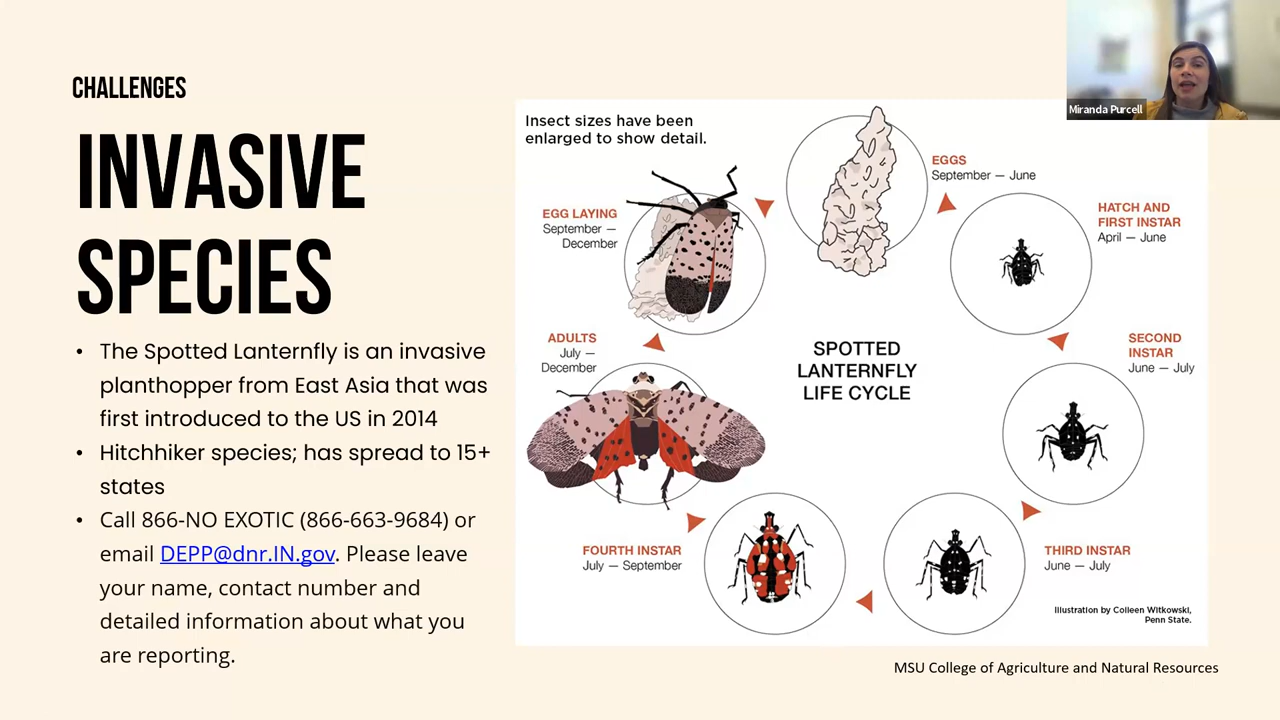 CHALLENGES
INVASIVE
SPECIES
• The Spotted Lanternfly is an invasive
planthopper from East Asia that was
first introduced to the US in 2014
• Hitchhiker species; has spread to 15+
states
• Call 866-NO EXOTIC (866-663-9684) or
email DEPP@dnr.IN.gov. Please leave
your name, contact number and
detailed information about what you
are reporting.
Insect sizes have been
enlarged to show detail.
EGGS
September — June
HATCH AND
FIRST INSTAR
April — June
SECOND
INSTAR
June — July
THIRD INSTAR
June — July
FOURTH INSTAR
July — September
ADULTS
July —
December
EGG LAYING
September —
December
SPOTTED
LANTERNFLY
LIFE CYCLE
Illustration by Colleen Witkowski,
Penn State.
MSU College of Agriculture and Natural Resources
Miranda Purcell